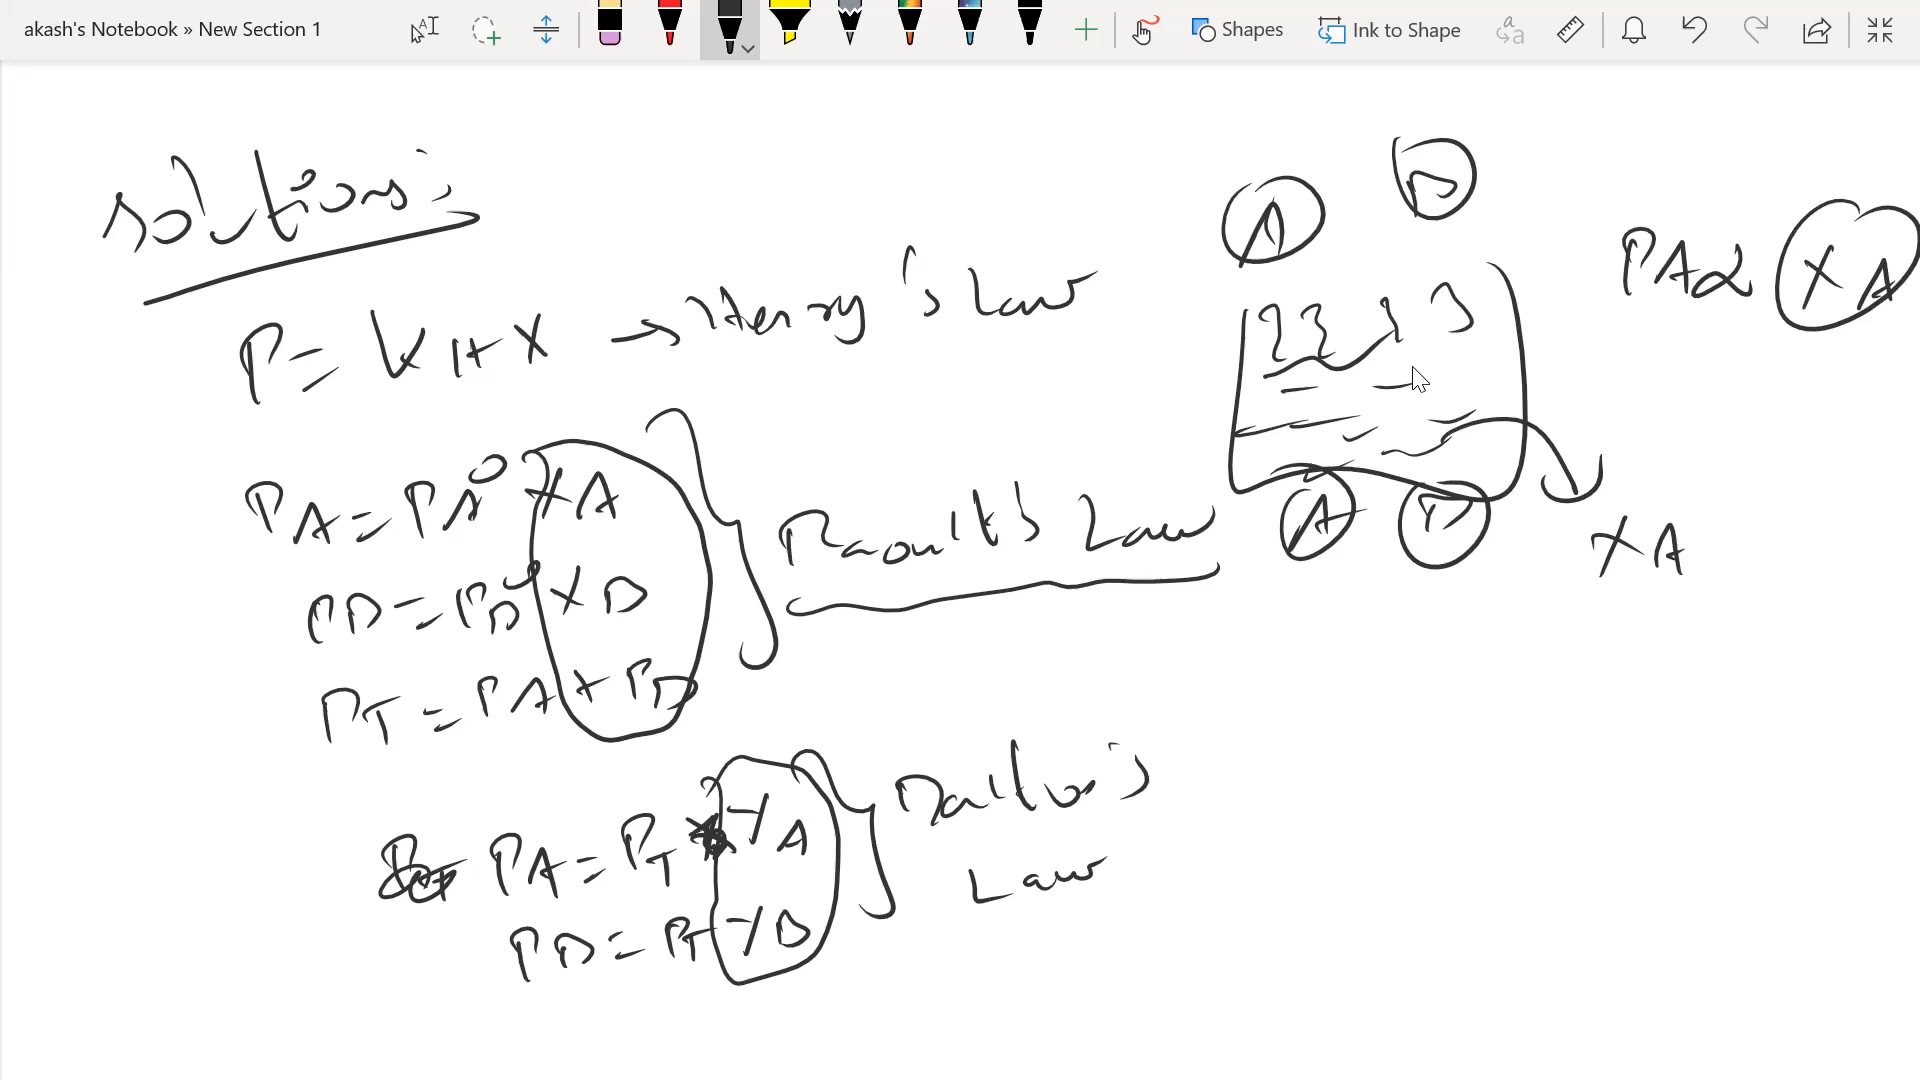 akash's Notebook » New Section 1
Shapes
Ink to Shape
solutions:
P = KH X → Henry's Law
PA = PA° XA
PB = PB° XB
PT = PA + PB
Raoult's Law
PA = PT YA
PB = PT YB
Dalton's
Law
A B
PA α XA
A B
XA